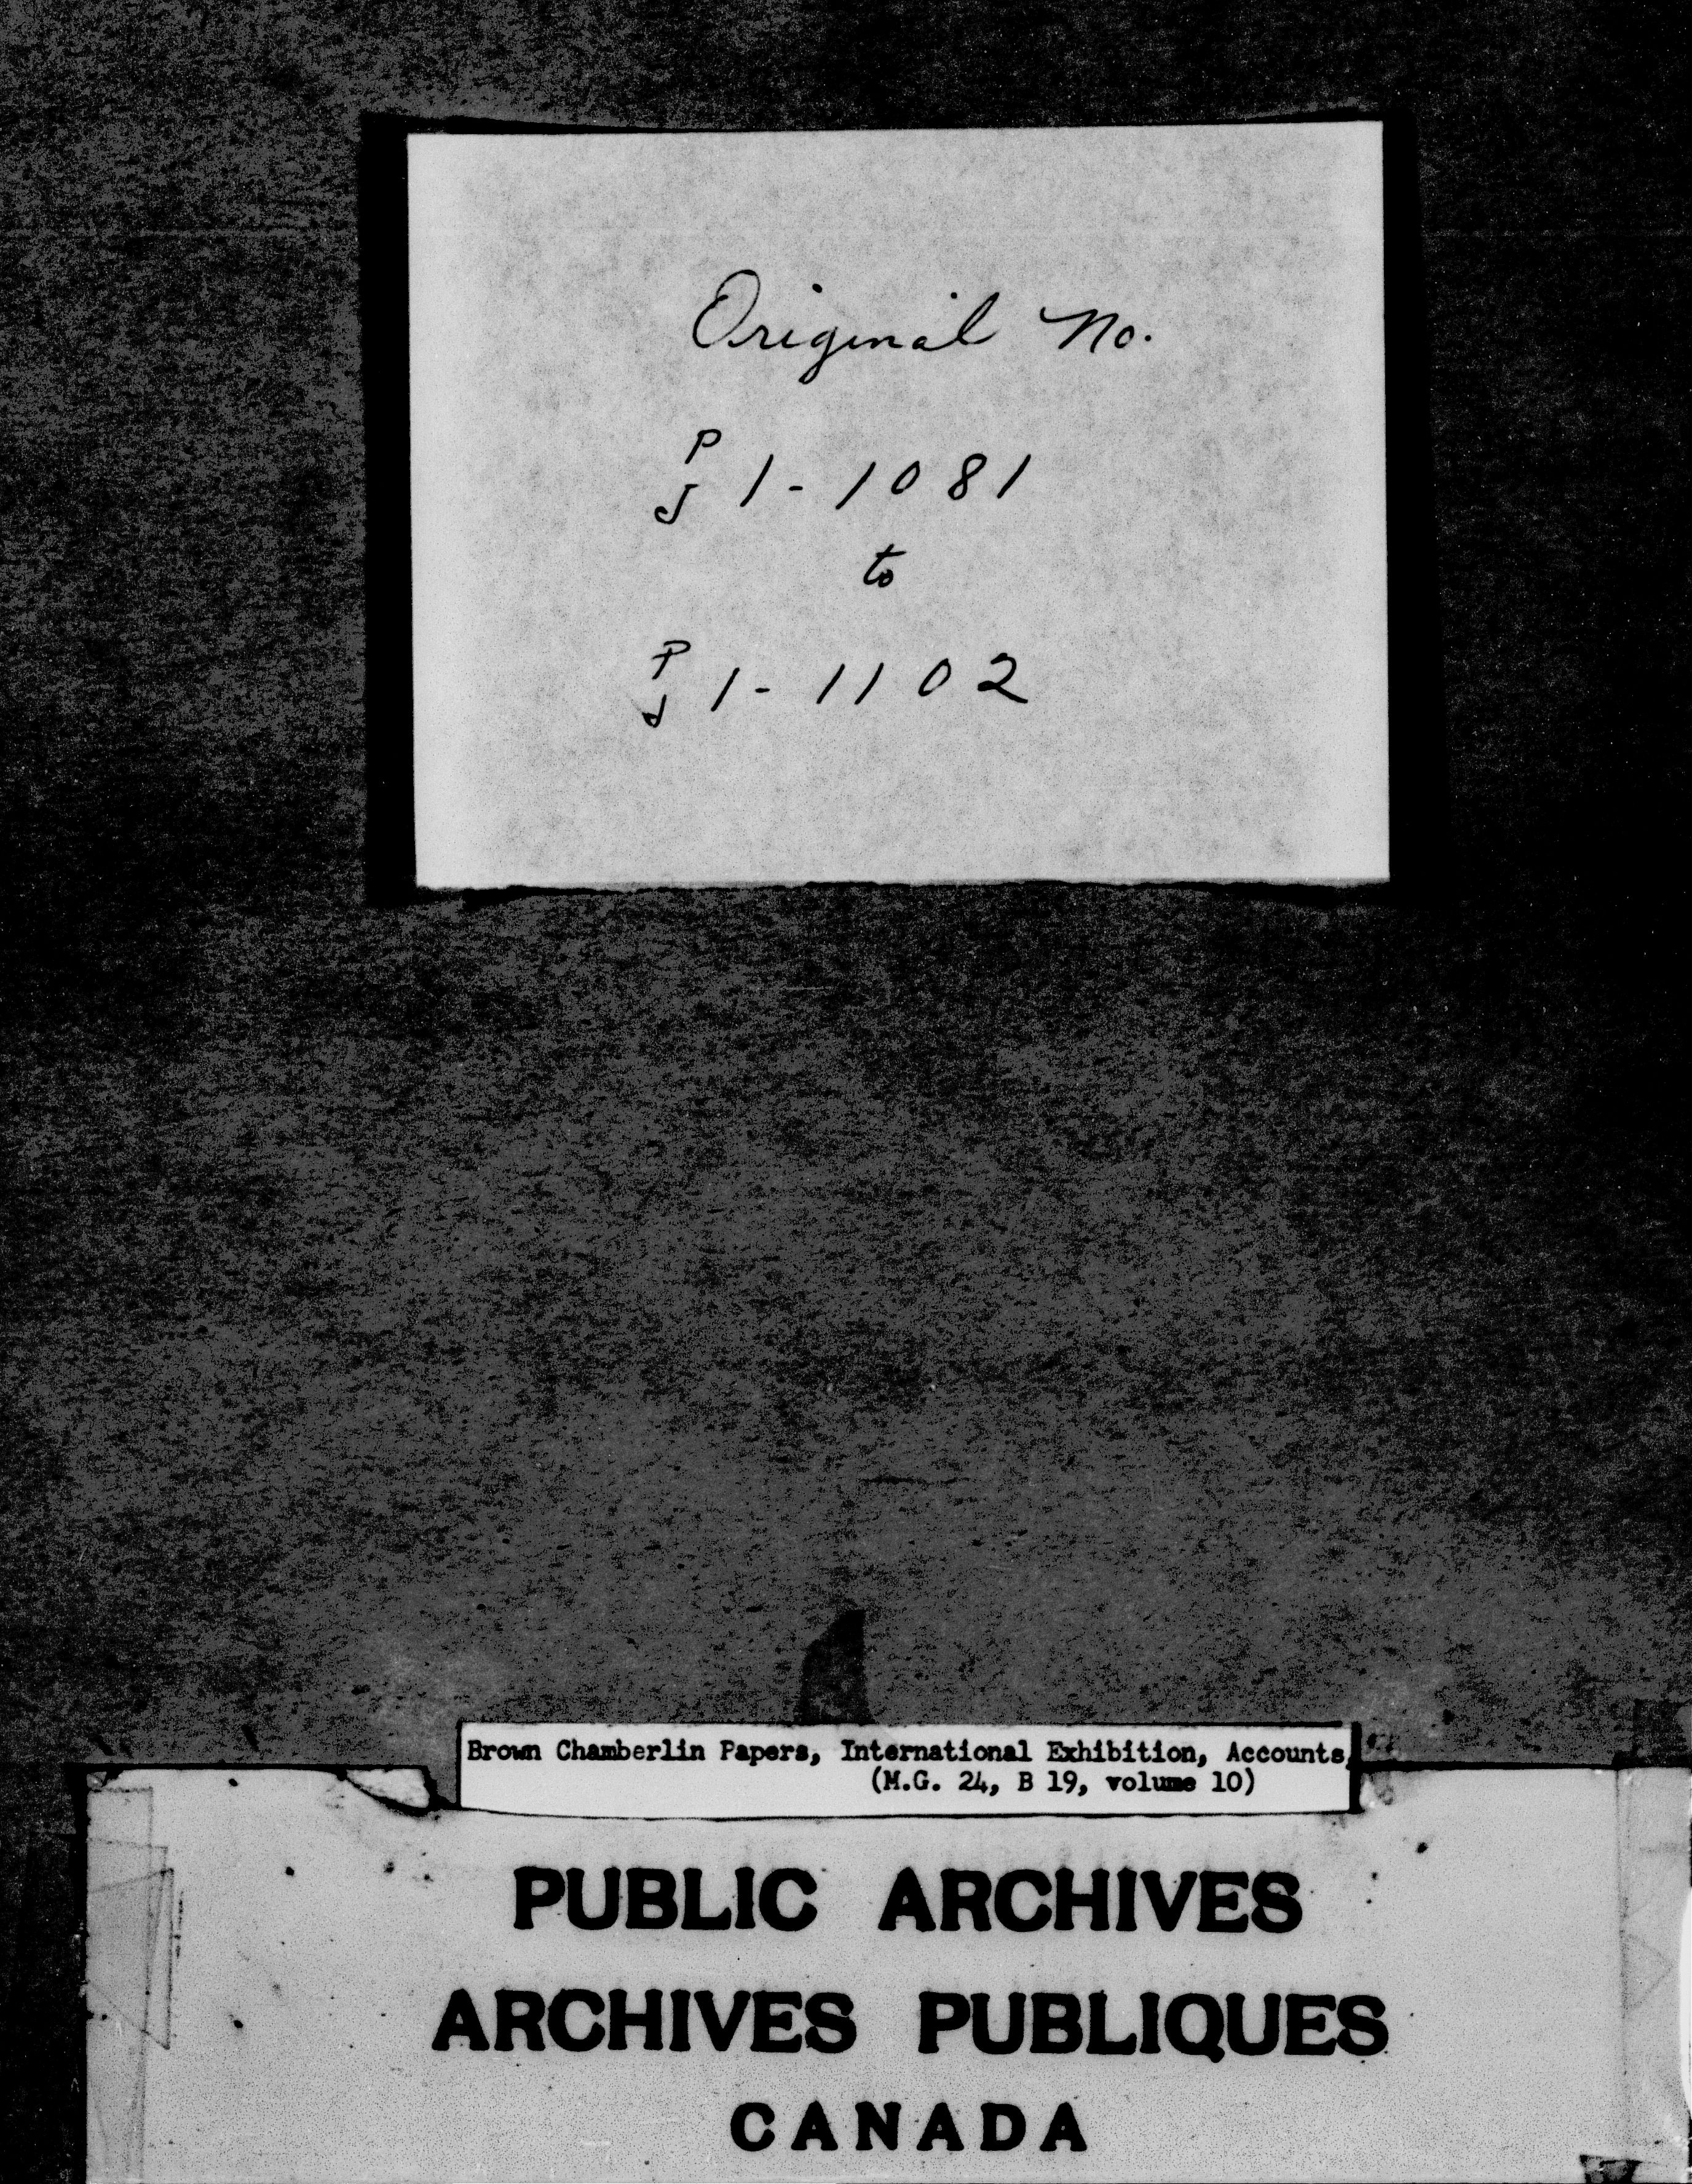 Original No.
P
J 1-1081
to
P
J 1-1102
Brown Chamberlin Papers, International Exhibition, Accounts,
(M.G. 24, B 19, volume 10)
PUBLIC ARCHIVES
ARCHIVES PUBLIQUES
CANADA